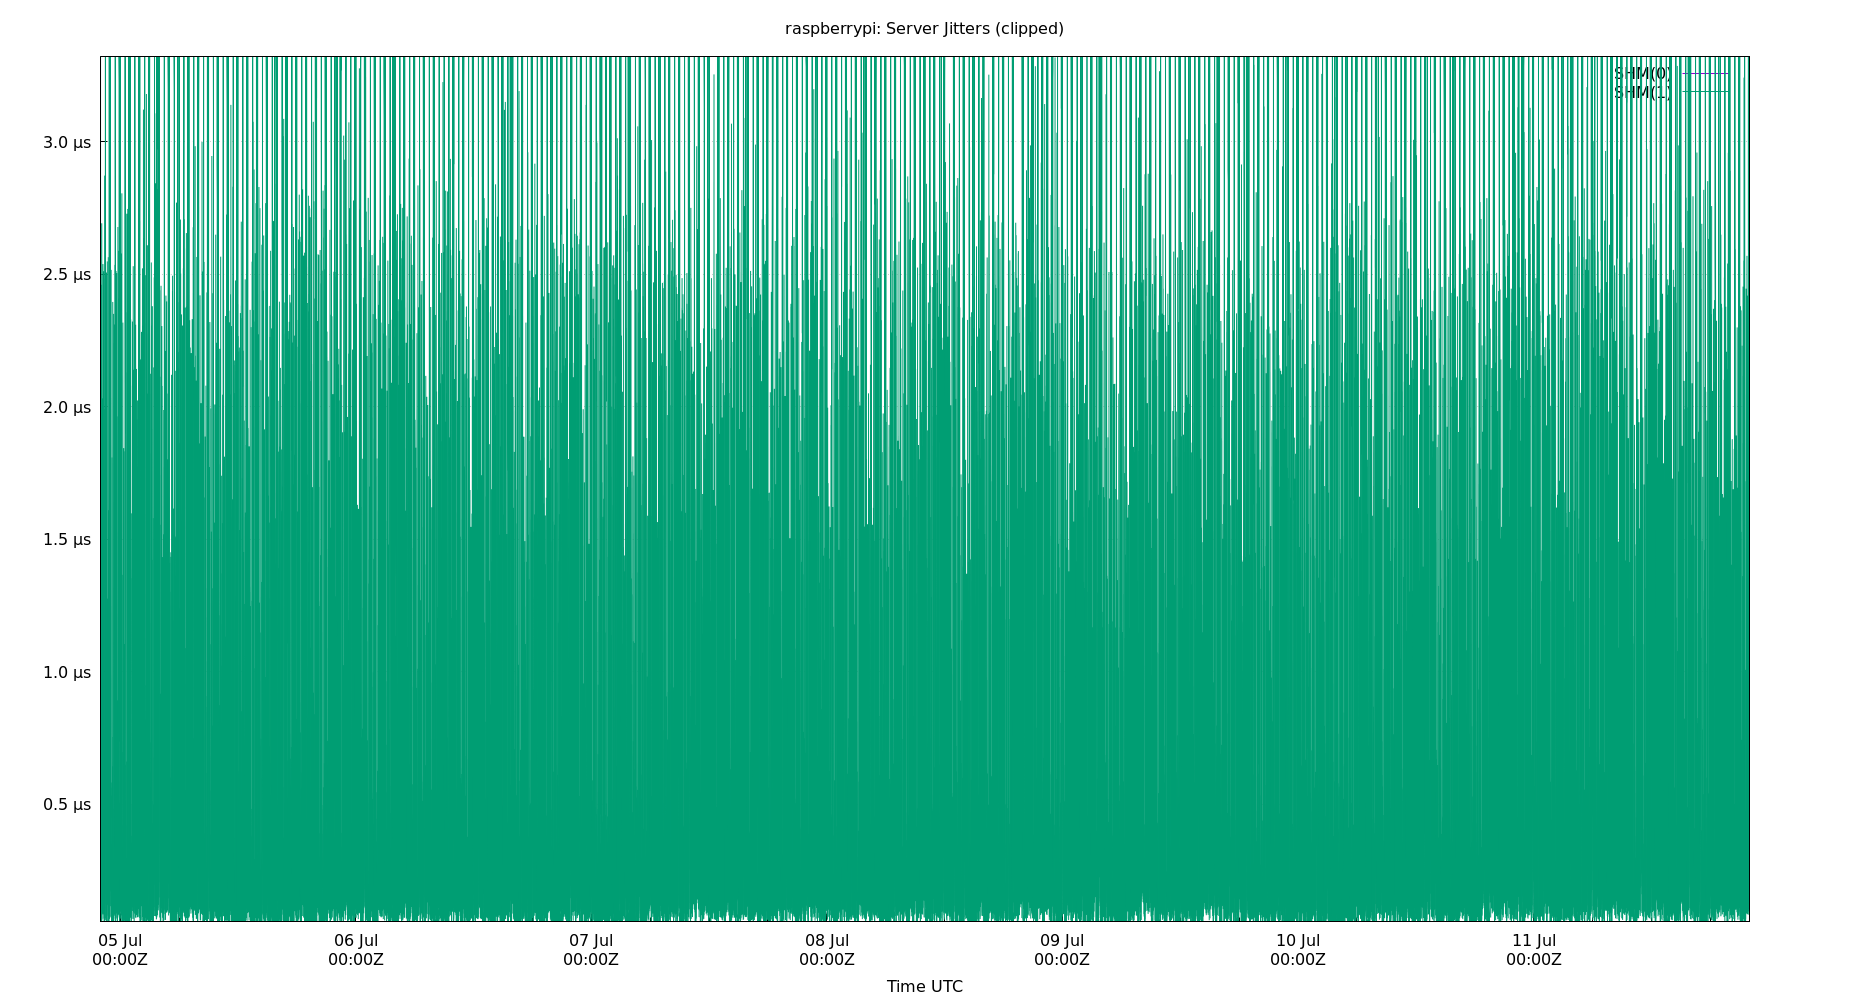 raspberrypi: Server Jitters (clipped)
SHM(0)
SHM(1)
3.0 µs
2.5 µs
2.0 µs
1.5 µs
1.0 µs
0.5 µs
05 Jul 06 Jul 07 Jul 08 Jul 09 Jul 10 Jul 11 Jul
00:00Z 00:00Z 00:00Z 00:00Z 00:00Z 00:00Z 00:00Z
Time UTC